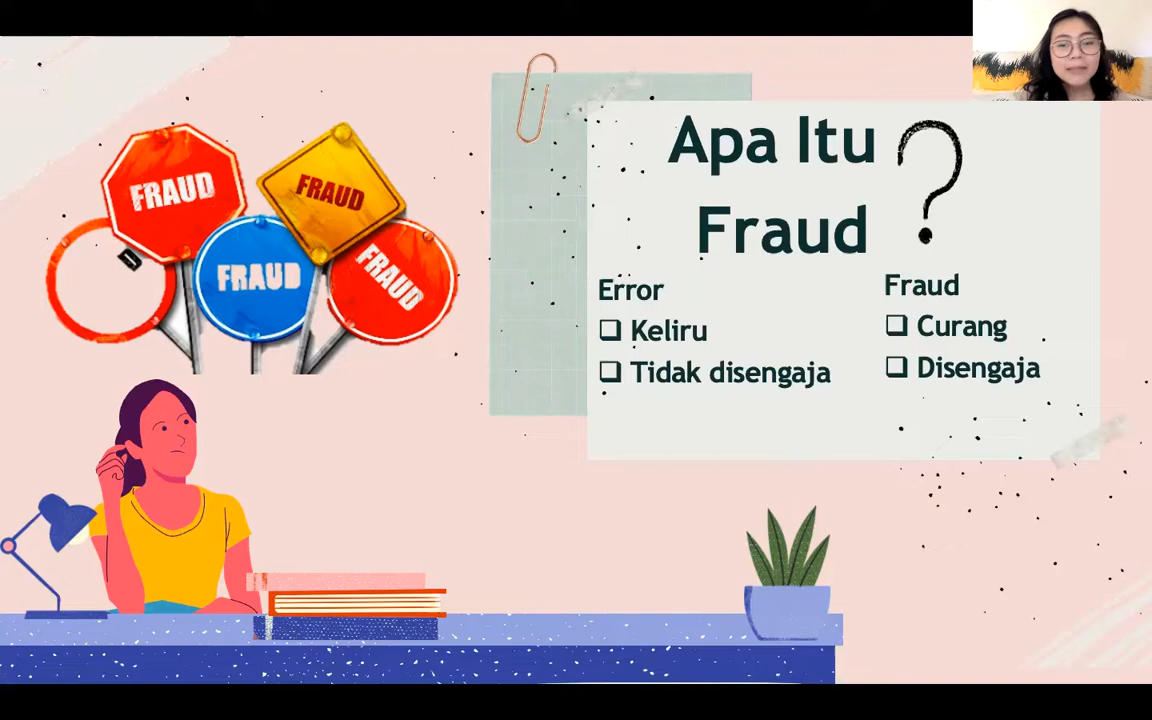 FRAUD
FRAUD
FRAUD
FRAUD
Apa Itu
Fraud ?
Error
❑ Keliru
❑ Tidak disengaja
Fraud
❑ Curang
❑ Disengaja